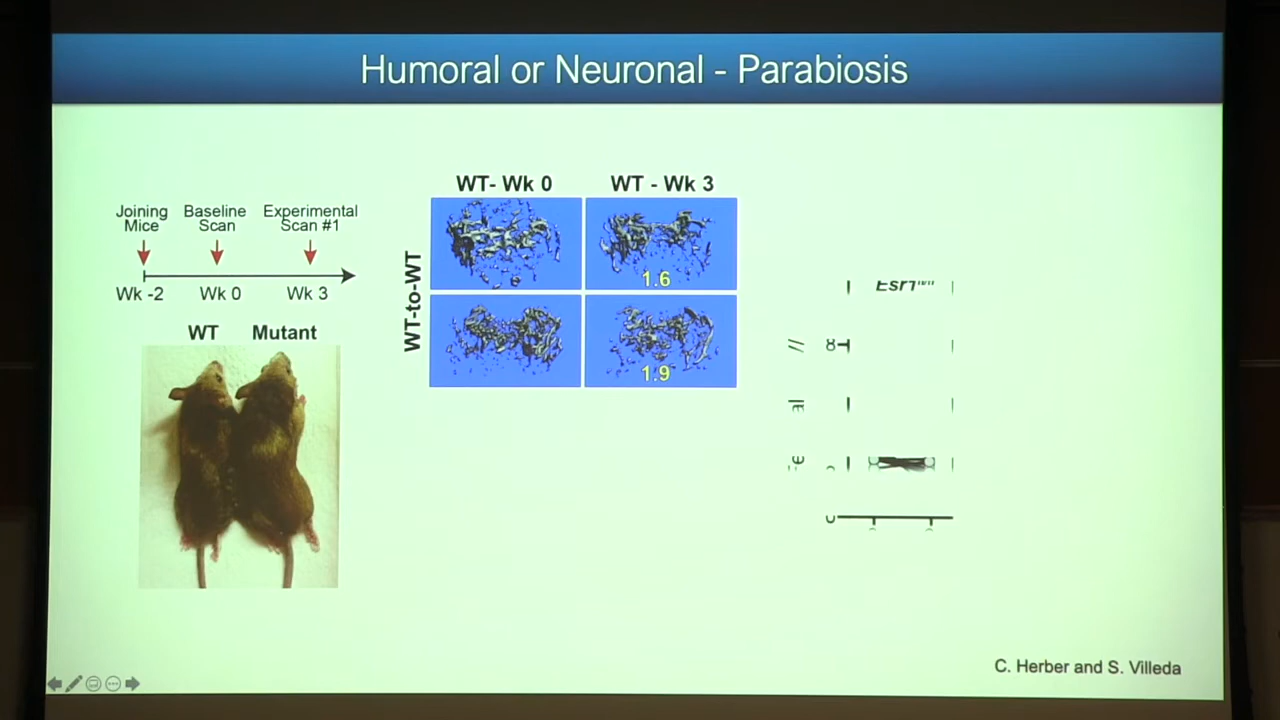 Humoral or Neuronal - Parabiosis
Joining
Mice
Baseline
Scan
Experimental
Scan #1
Wk -2
Wk 0
Wk 3
WT
Mutant
WT- Wk 0
WT - Wk 3
WT-to-WT
1.6
1.9
C. Herber and S. Villeda